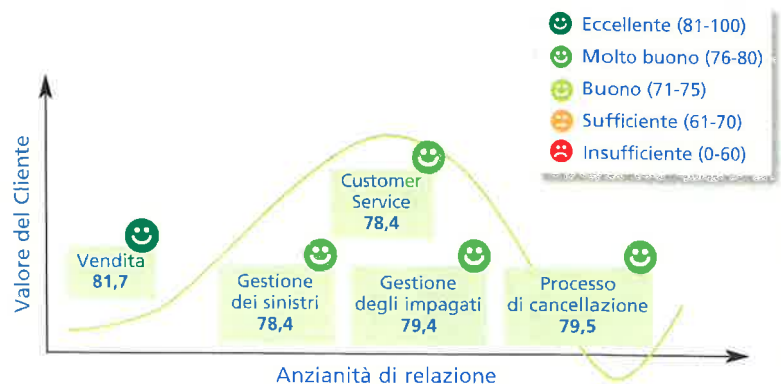 Eccellente (81-100)
Molto buono (76-80)
Buono (71-75)
Sufficiente (61-70)
Insufficiente (0-60)
Valore del Cliente
Customer
Service
78,4
Vendita
81,7
Gestione
dei sinistri
78,4
Gestione
degli impagati
79,4
Processo
di cancellazione
79,5
Anzianità di relazione